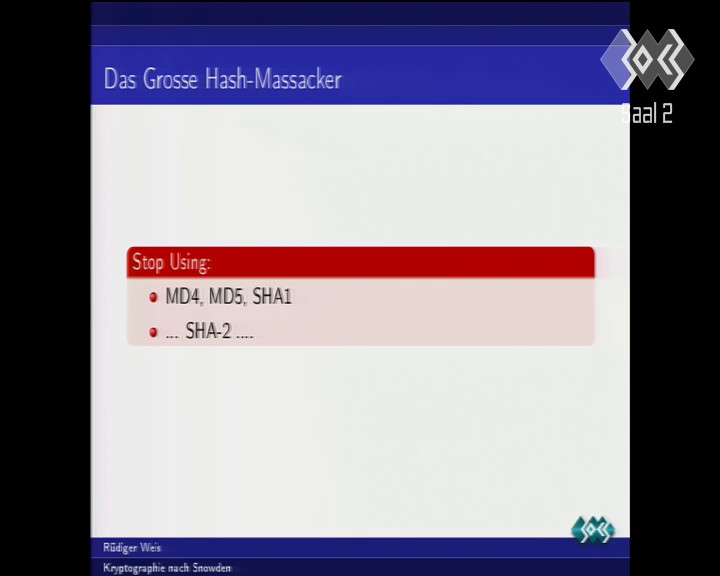 Das Grosse Hash-Massacker
Saal 2
Stop Using:
MD4, MD5, SHA1
... SHA-2 ....
Rüdiger Weis
Kryptographie nach Snowden